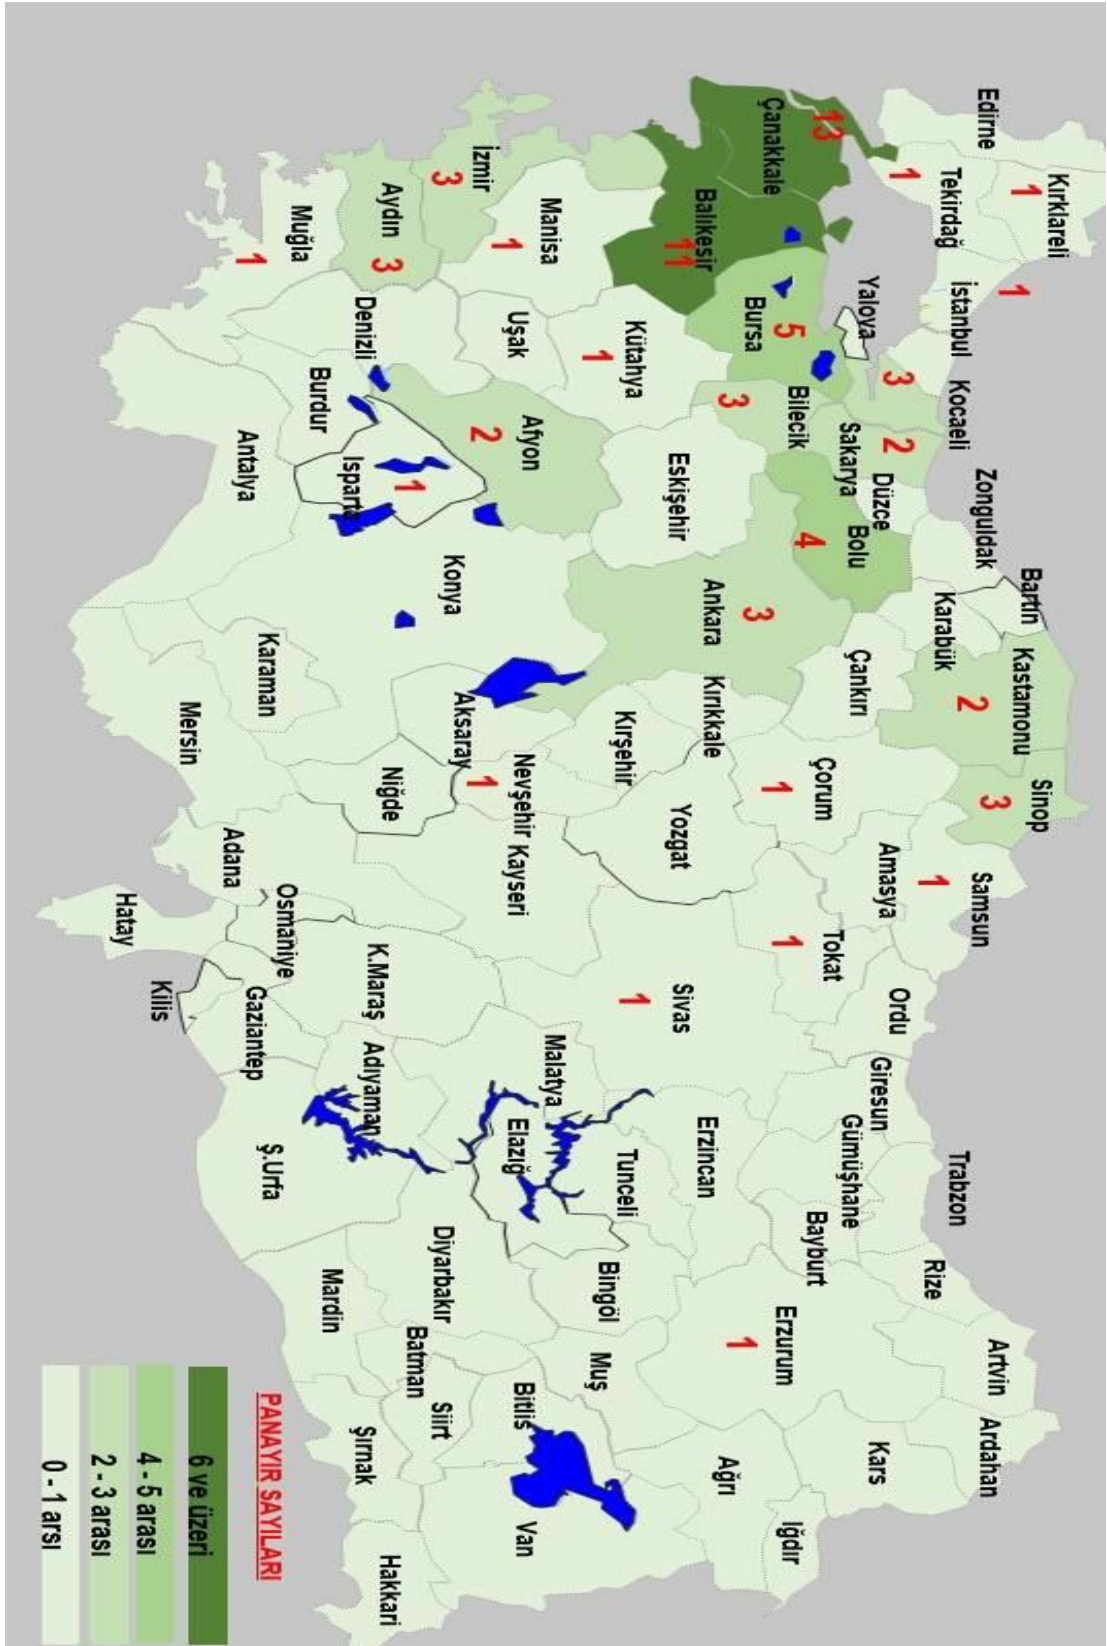 Edirne
Kırklareli
1
1
Tekirdağ
1
İstanbul
Kocaeli
3
2
Yalova
Sakarya
Düzce
Zonguldak
Bartın
Karabük
Kastamonu
2
Sinop
3
Samsun
1
Amasya
Ordu
Giresun
Gümüşhane
Trabzon
Rize
Artvin
Ardahan
Çanakkale
13
Balıkesir
11
Bursa
5
Bilecik
3
Bolu
4
Ankara
3
Çankırı
Kırıkkale
Çorum
1
Tokat
1
Yozgat
Kırşehir
Sivas
1
Erzincan
Bayburt
Erzurum
1
Kars
Iğdır
Ağrı
İzmir
3
Manisa
1
Uşak
Kütahya
1
Eskişehir
Afyon
2
Aydın
3
Denizli
Muğla
1
Burdur
Isparta
1
Antalya
Konya
Aksaray
Nevşehir
1
Kayseri
Niğde
Karaman
Mersin
Adana
Osmaniye
Hatay
K.Maraş
Kilis
Gaziantep
Adıyaman
Malatya
Elazığ
Tunceli
Bingöl
Muş
Ş.Urfa
Diyarbakır
Mardin
Batman
Siirt
Bitlis
Şırnak
Van
Hakkari
PANAYIR SAYILARI
6 ve üzeri
4 - 5 arası
2 - 3 arası
0 - 1 arsı